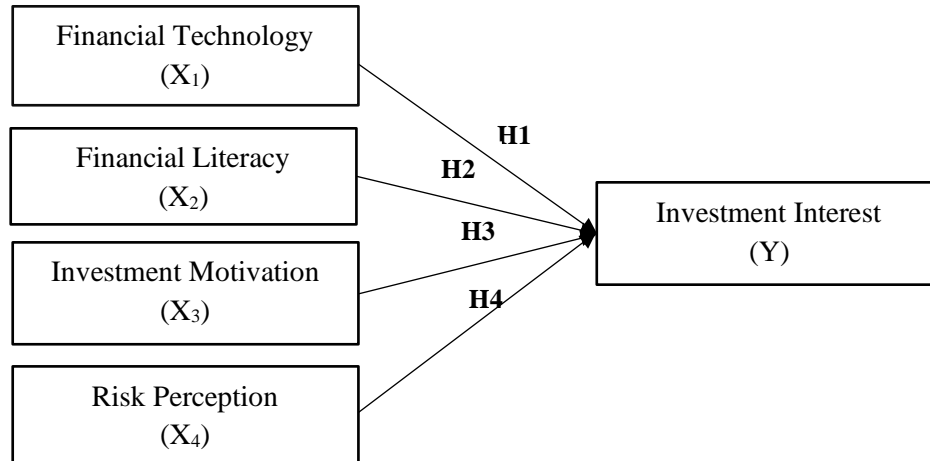 Financial Technology
(X₁)
H1
Financial Literacy
(X₂)
H2
Investment Motivation
(X₃)
H3
Risk Perception
(X₄)
H4
Investment Interest
(Y)